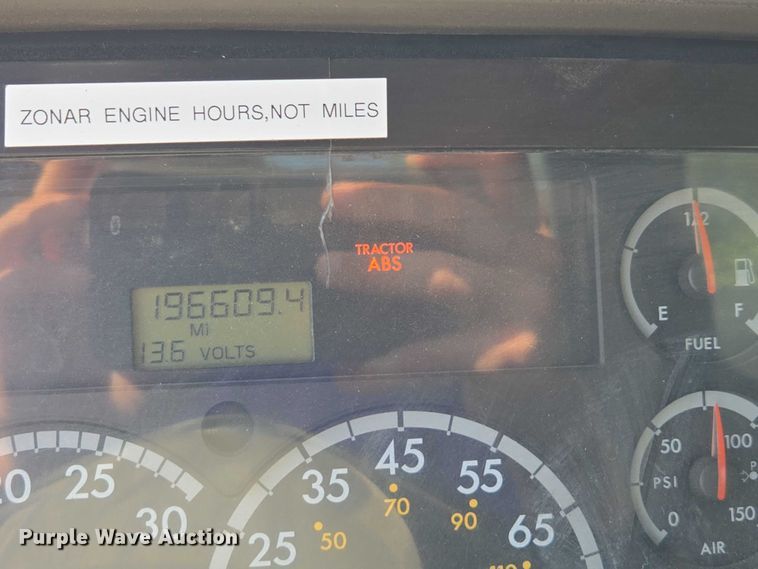 ZONAR ENGINE HOURS,NOT MILES
TRACTOR
ABS
196609.4
MI
13.6 VOLTS
1/2
E F
FUEL
50 100
PSI
0 150
AIR
20 25 30
25 35 45 55 65
50 70 90 110
Purple Wave Auction